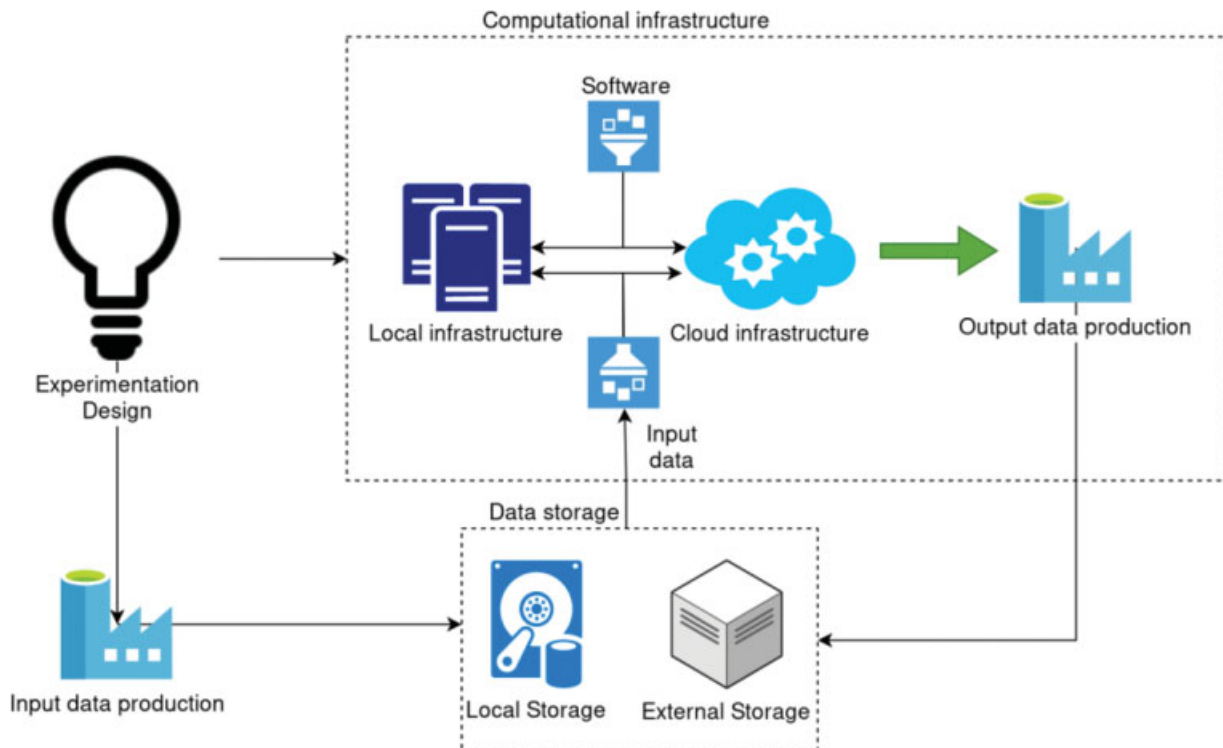 Computational infrastructure
Software
Local infrastructure
Cloud infrastructure
Output data production
Experimentation
Design
Input
data
Data storage
Input data production
Local Storage
External Storage